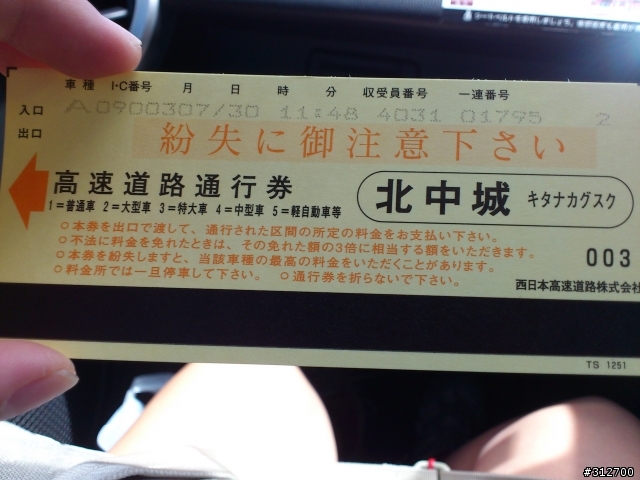 車種 I・C番号 月 日 時 分 収受員番号 一連番号
入口 A 0900307/30 11:48 4031 01795 2
出口
紛失に御注意下さい
高速道路通行券
1=普通車 2=大型車 3=特大車 4=中型車 5=軽自動車等
北中城 キタナカグスク
○本券を出口で渡して、通行された区間の所定の料金をお支払い下さい。
○不法に料金を免れたときは、その免れた額の3倍に相当する額をいただきます。
○本券を紛失しますと、当該車種の最高の料金をいただくことがあります。
○料金所では一旦停車して下さい。 ○通行券を折らないで下さい。
003
西日本高速道路株式会社
TS 1251
#312700